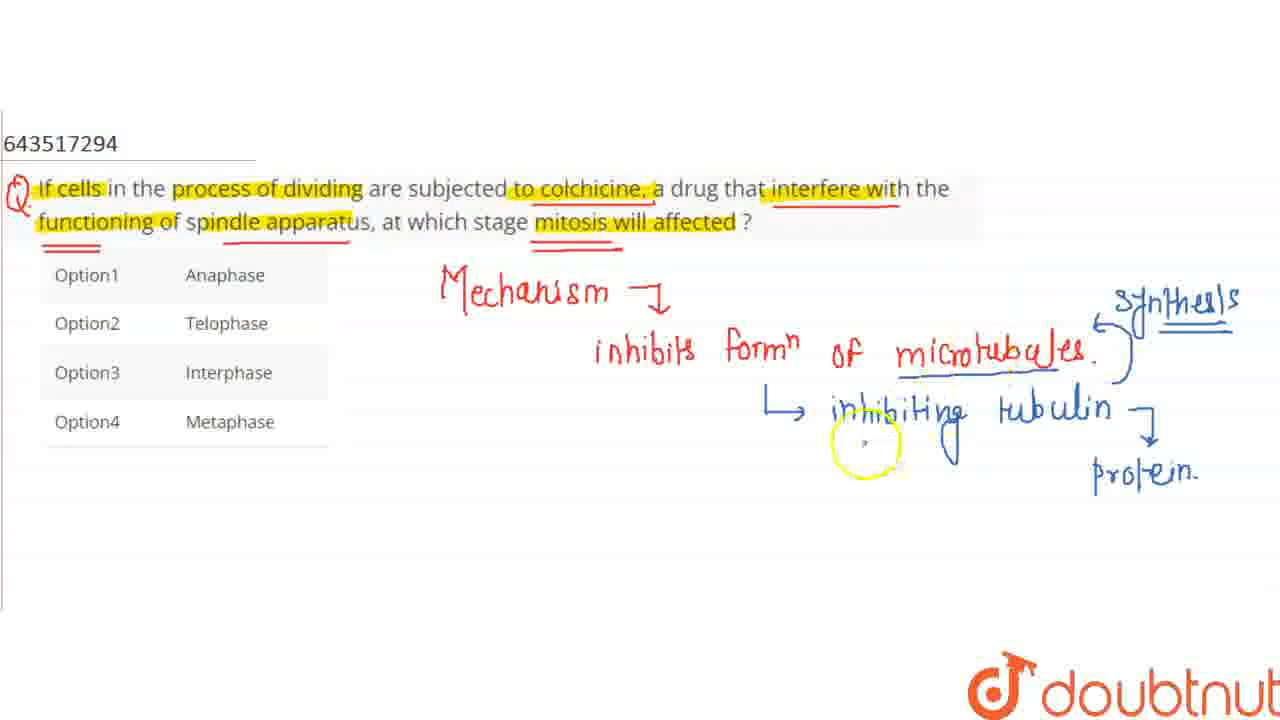 643517294
Q. If cells in the process of dividing are subjected to colchicine, a drug that interfere with the
functioning of spindle apparatus, at which stage mitosis will affected ?
Option1 Anaphase
Option2 Telophase
Option3 Interphase
Option4 Metaphase
Mechanism
synthesis
inhibits formⁿ of microtubules.
inhibiting tubulin
protein.
doubtnut